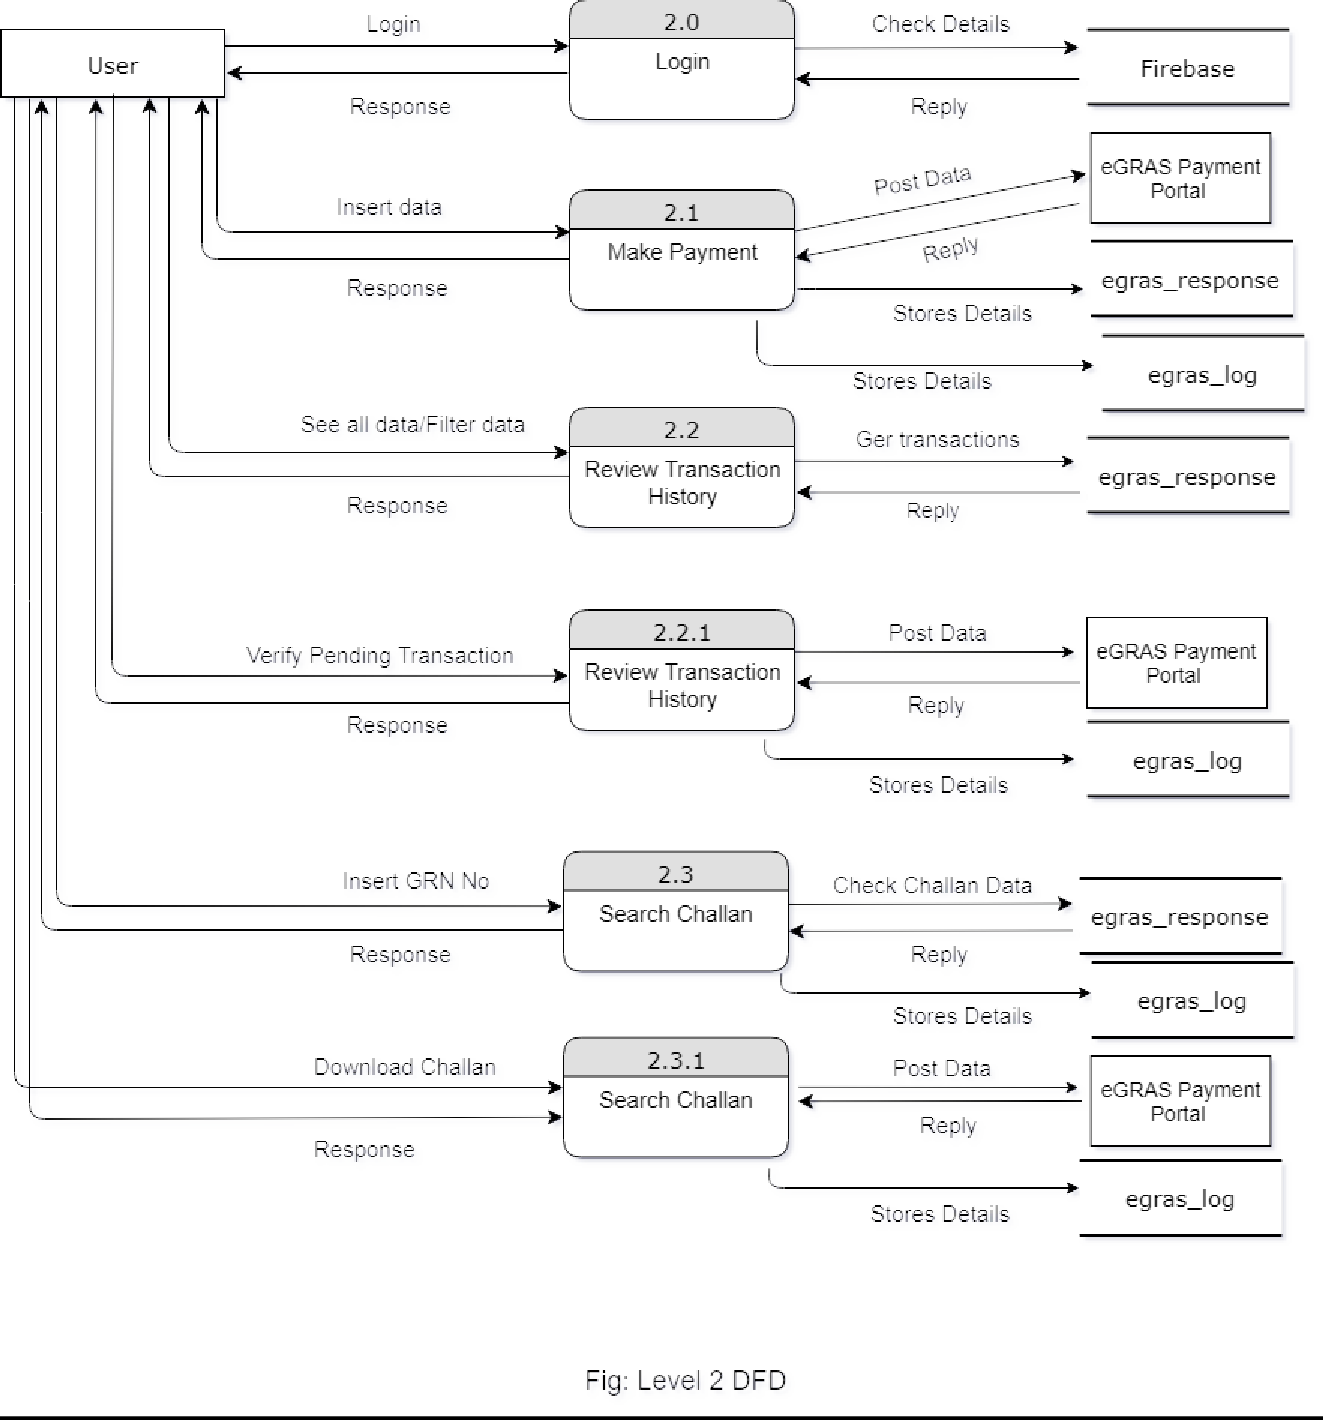 User
Login
Response
2.0
Login
Check Details
Reply
Firebase
Insert data
Response
2.1
Make Payment
Post Data
Reply
eGRAS Payment
Portal
Stores Details
egras_response
Stores Details
egras_log
See all data/Filter data
Response
2.2
Review Transaction
History
Ger transactions
Reply
egras_response
Verify Pending Transaction
Response
2.2.1
Review Transaction
History
Post Data
Reply
eGRAS Payment
Portal
Stores Details
egras_log
Insert GRN No
Response
2.3
Search Challan
Check Challan Data
Reply
egras_response
Stores Details
egras_log
Download Challan
Response
2.3.1
Search Challan
Post Data
Reply
eGRAS Payment
Portal
Stores Details
egras_log
Fig: Level 2 DFD